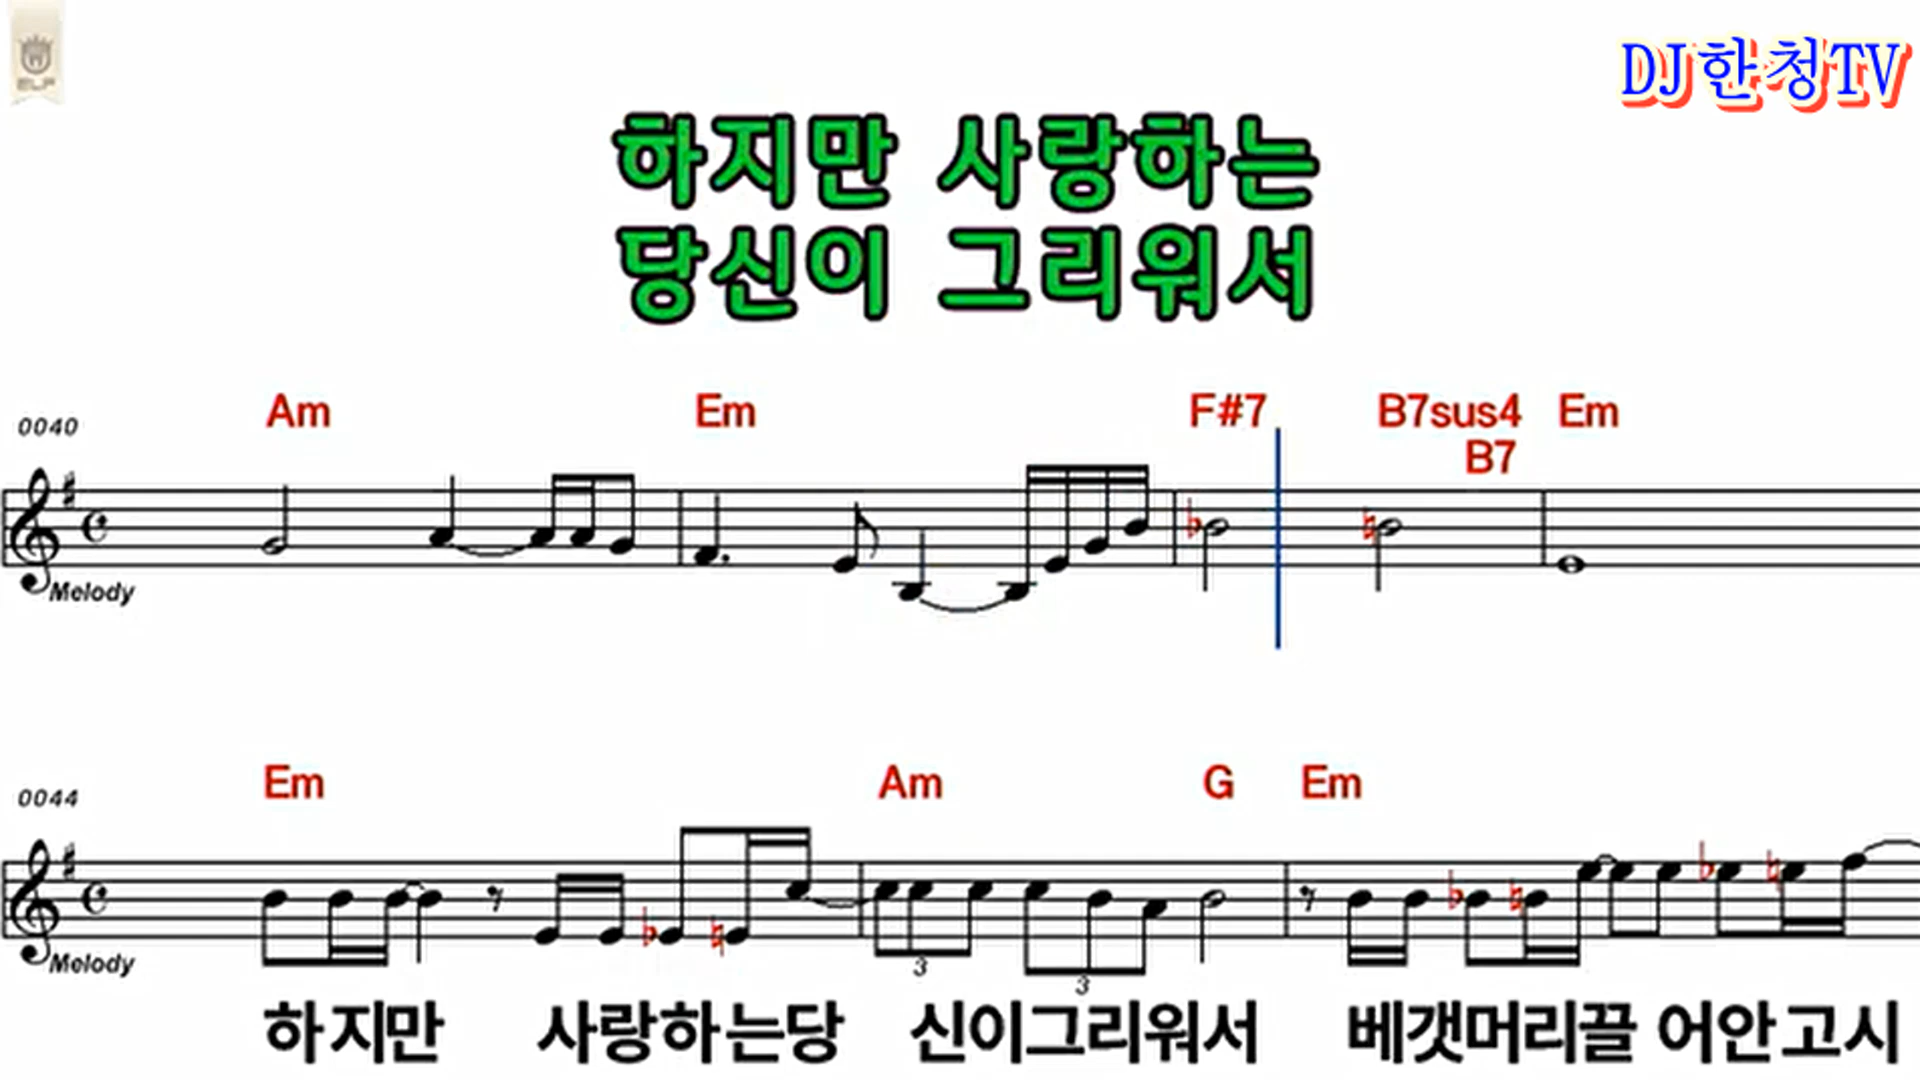 DJ한청TV
하지만 사랑하는
당신이 그리워서
Am Em F#7 B7sus4 Em
0040
B7
Melody
Em Am G Em
0044
3
3
Melody
하지만 사랑하는당 신이그리워서 베갯머리끌 어안고시